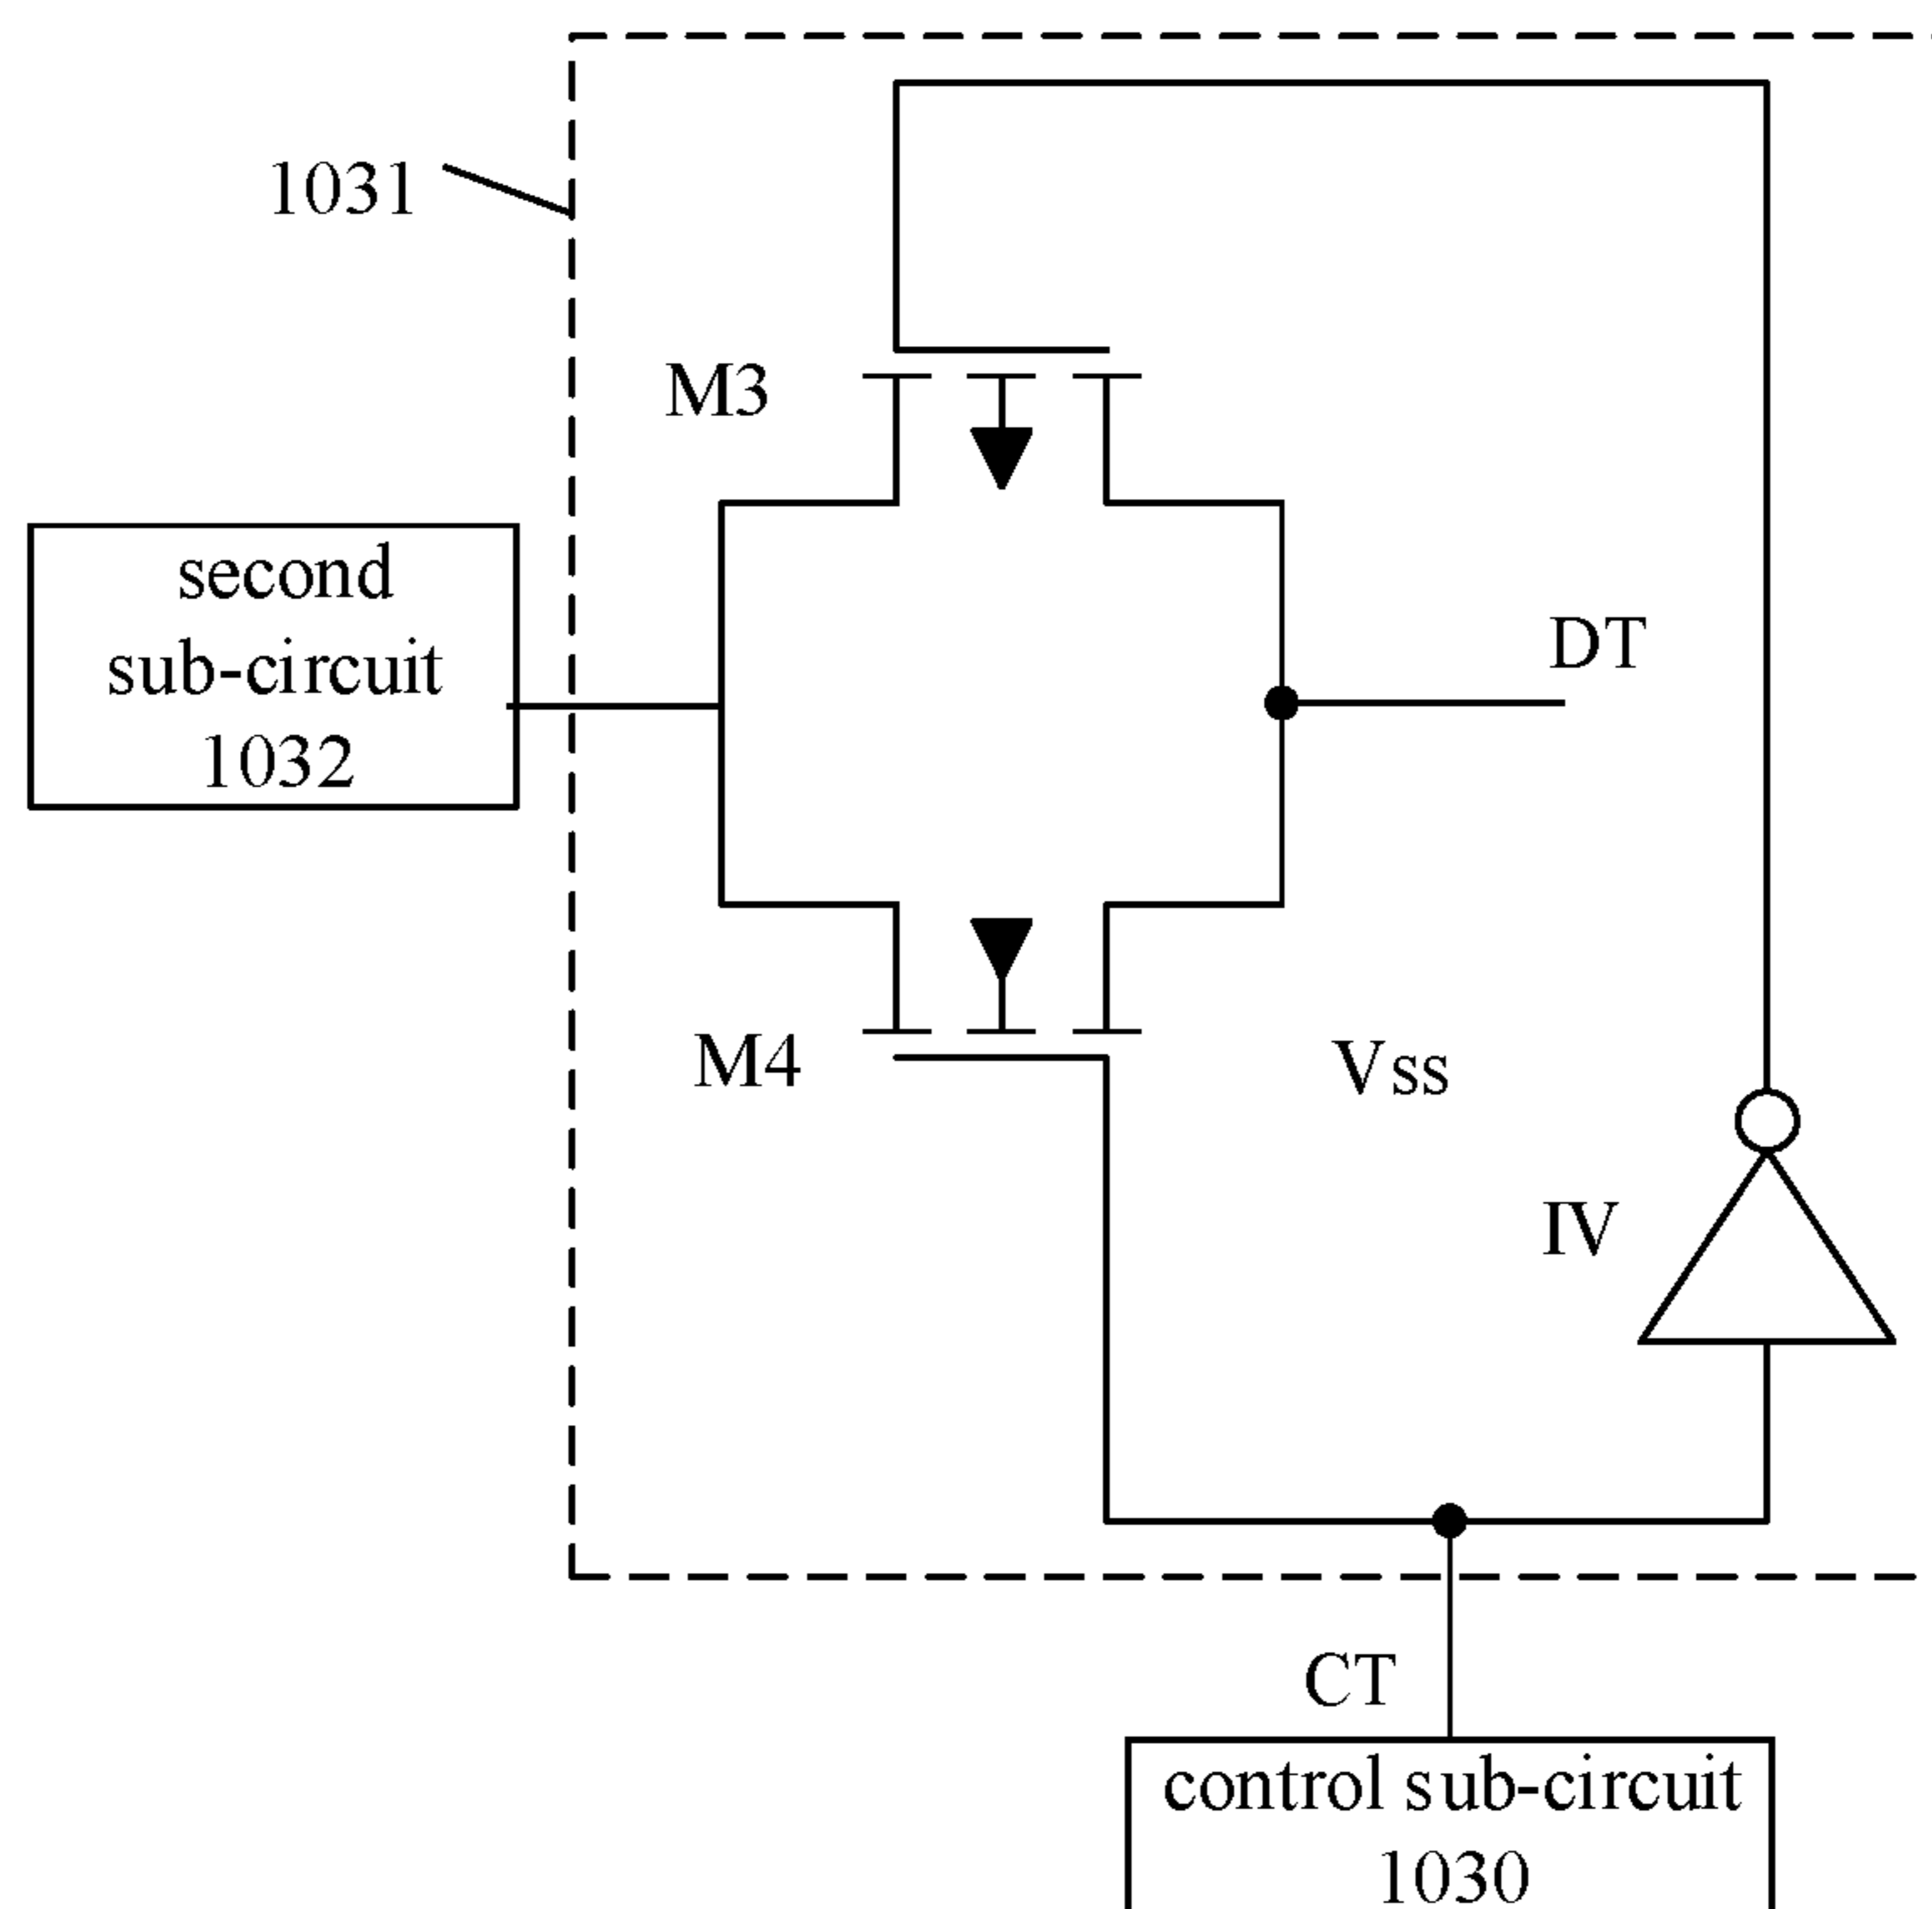 1031
M3
second
sub-circuit
1032
DT
M4
Vss
IV
CT
control sub-circuit
1030